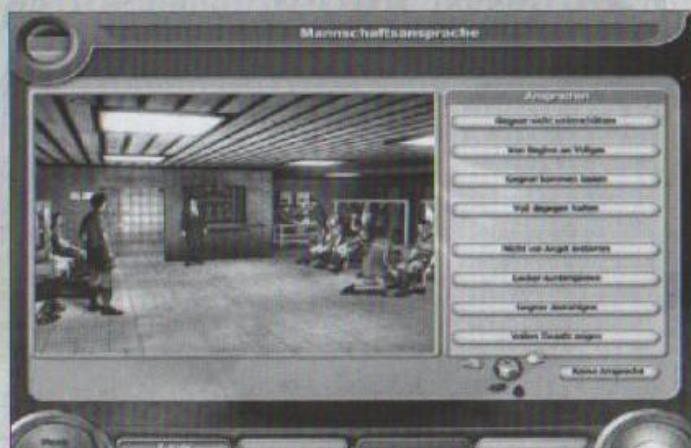 Mannschaftsansprache
Ansprachen
Gegner nicht unterschätzen
Von Beginn an Vollgas
Gegner kommen lassen
Voll dagegen halten
Nicht vor Angst erstarren
Locker runterspielen
Gegner demütigen
Vollen Einsatz zeigen
Keine Ansprache